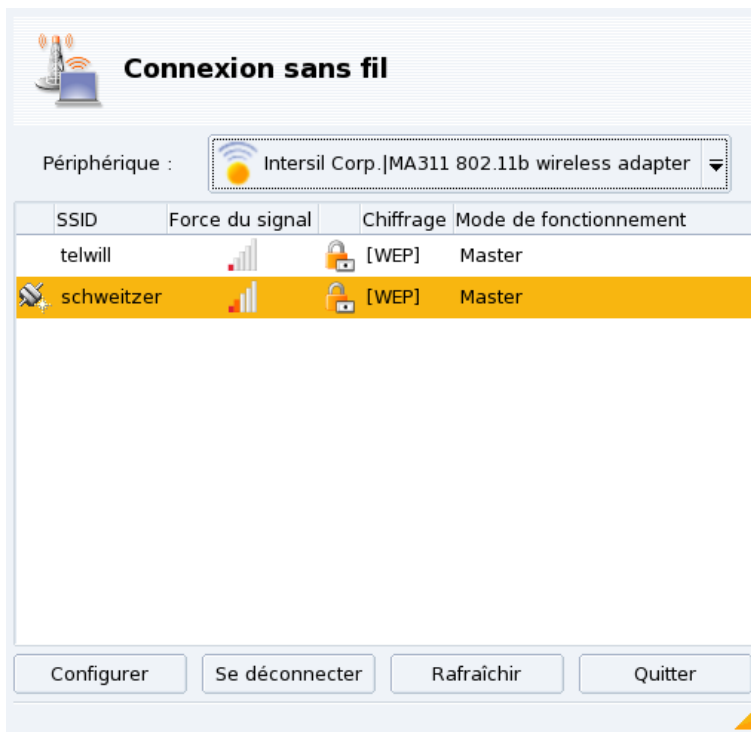 Connexion sans fil
Périphérique : Intersil Corp.|MA311 802.11b wireless adapter
SSID Force du signal Chiffrage Mode de fonctionnement
telwill [WEP] Master
schweitzer [WEP] Master
Configurer Se déconnecter Rafraîchir Quitter